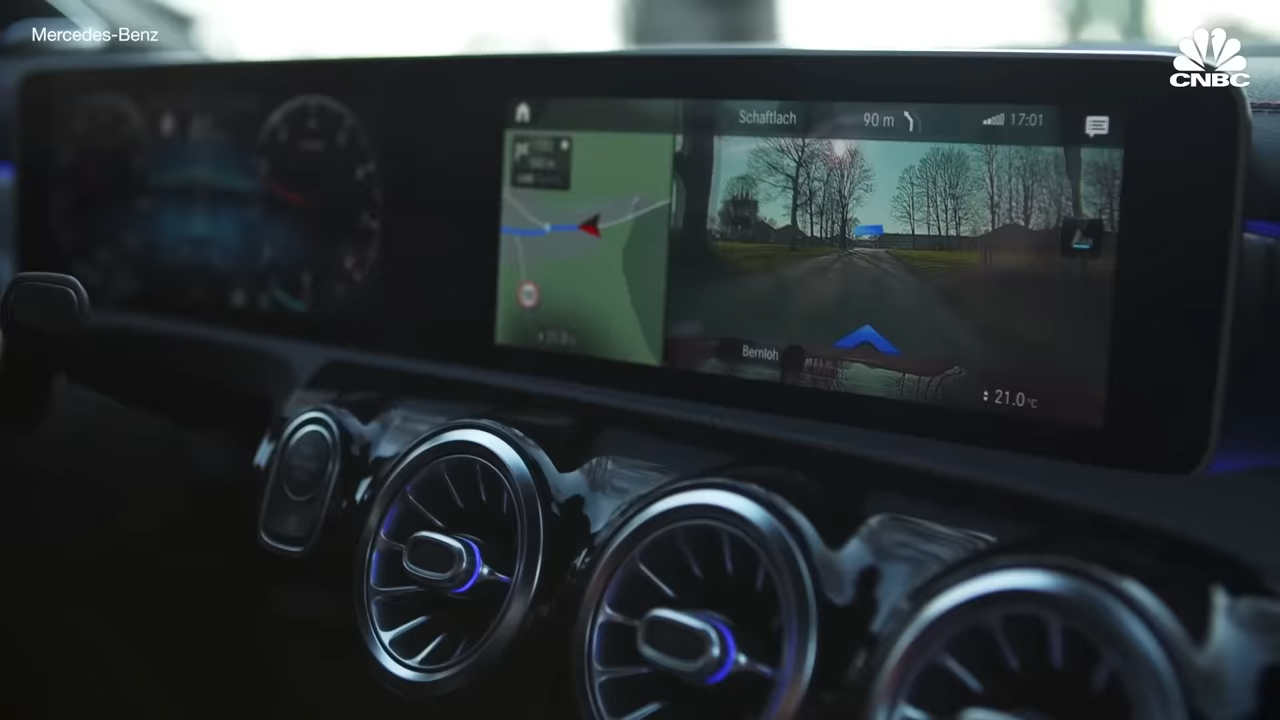 Mercedes-Benz
CNBC
Schaftlach
90 m
17:01
Bernloh
21.0 °C